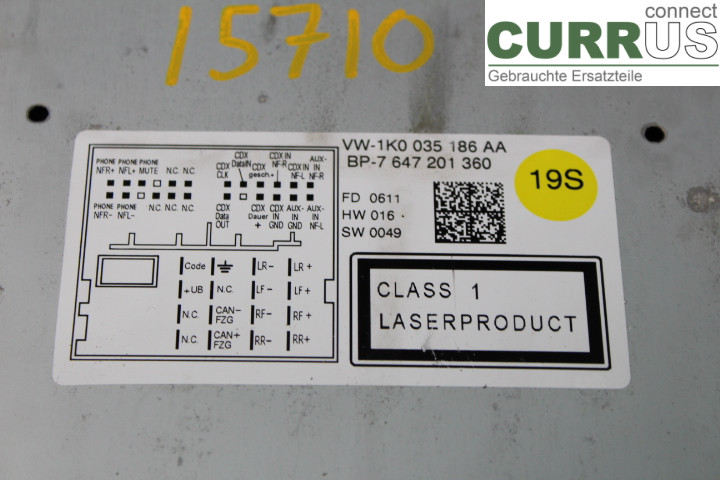 15710
connect
CURRUS
Gebrauchte Ersatzteile
VW-1K0 035 186 AA
BP-7 647 201 360
19S
FD 0611
HW 016 -
SW 0049
CLASS 1
LASERPRODUCT
PHONE PHONE PHONE
NFR+ NFL+ MUTE N.C. N.C.
PHONE PHONE N.C. N.C. N.C.
NFR- NFL-
CDX CLK
CDX DataIN
CDX gesch.+
CDX IN NF-R
CDX IN NF-L
AUX- IN NF-R
CDX Data OUT
CDX Dauer +
CDX IN GND
AUX- IN GND
AUX- IN NF-L
Code LR- LR+
+UB N.C. LF- LF+
N.C. CAN- FZG RF- RF+
N.C. CAN+ FZG RR- RR+